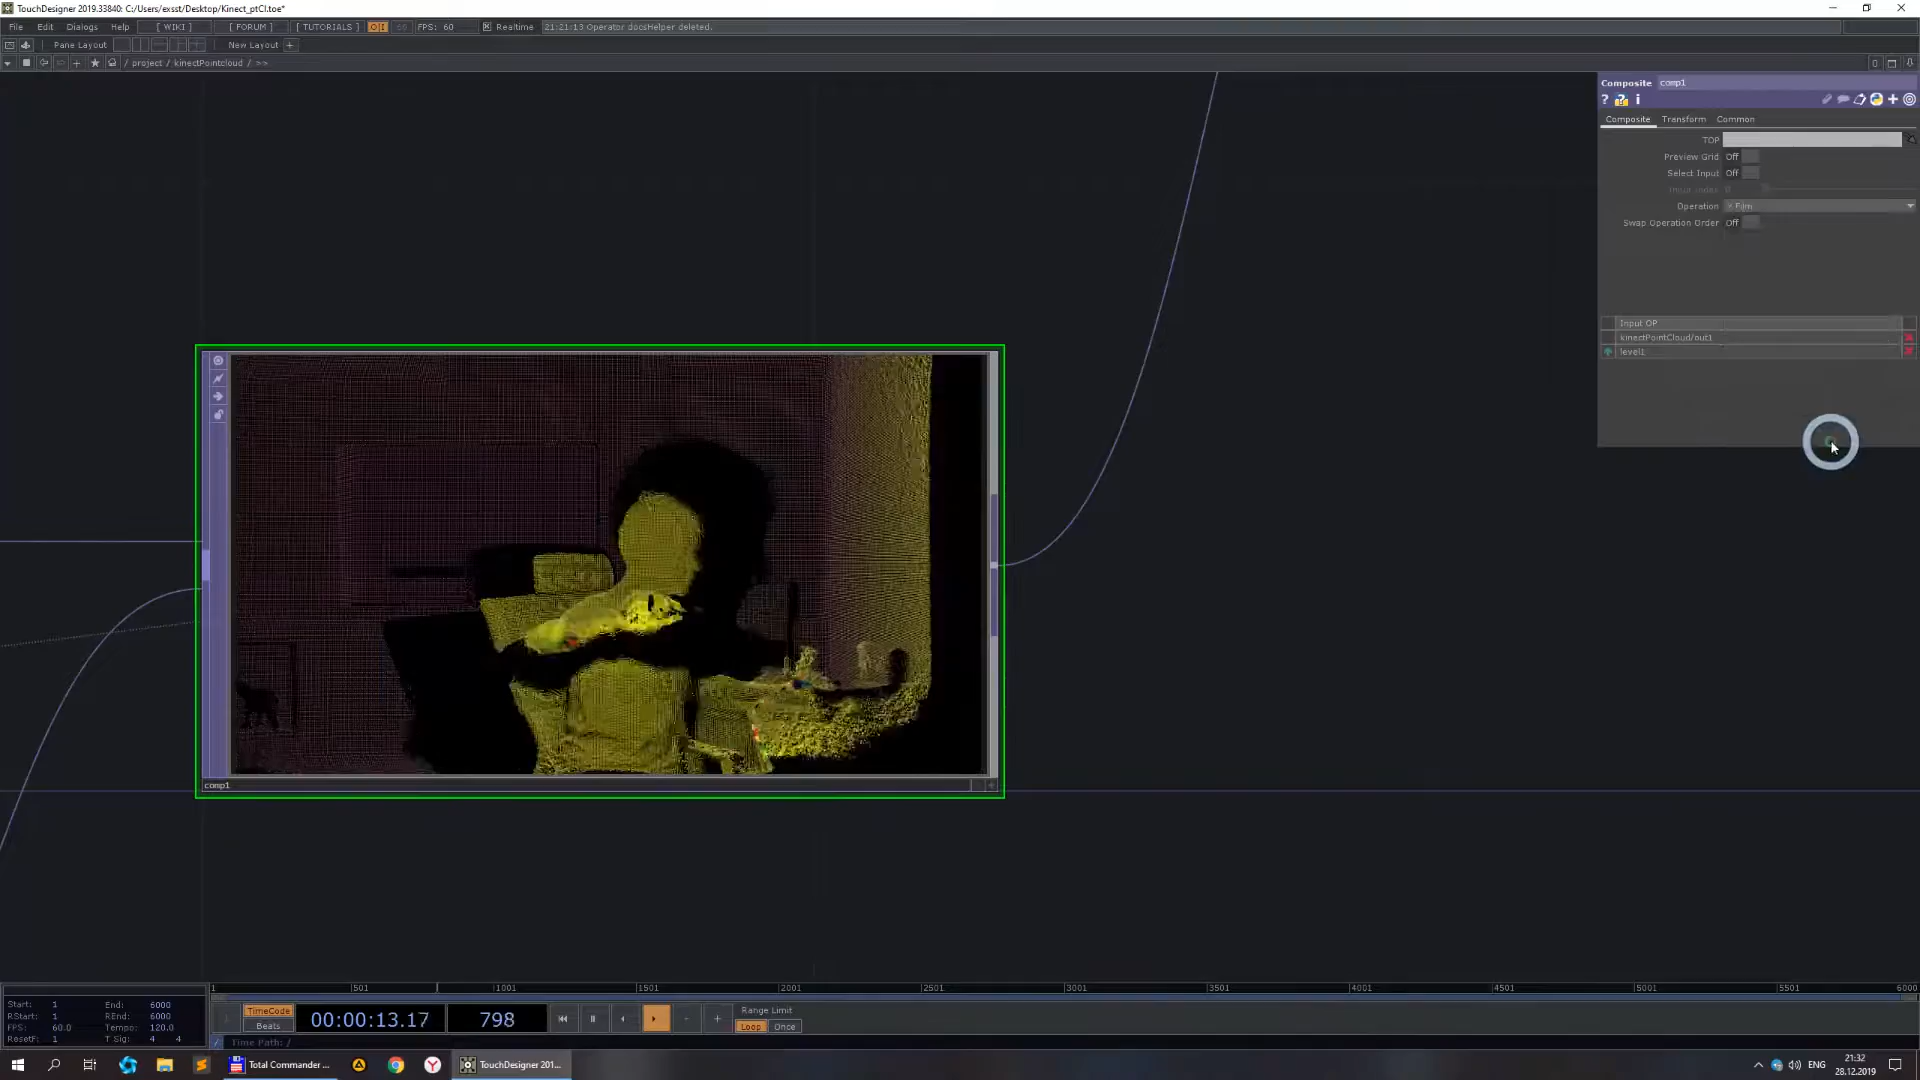 TouchDesigner 2019.33840: C:/Users/exsst/Desktop/Kinect_ptCl.toe*
File Edit Dialogs Help [ WIKI ] [ FORUM ] [ TUTORIALS ] O|I FPS: 60 Realtime 21:21:13 Operator docsHelper deleted.
Pane Layout New Layout +
/ project / kinectPointcloud / >>
0
Composite comp1
? ? i
Composite Transform Common
TOP
Preview Grid Off
Select Input Off
Input Index 0
Operation
Swap Operation Order Off
Input OP
kinectPointCloud/out1
level1
comp1
1 501 1001 1501 2001 2501 3001 3501 4001 4501 5001 5501 6000
Start: 1 End: 6000
RStart: 1 REnd: 6000
FPS: 60.0 Tempo: 120.0
ResetF: 1 T Sig: 4 4
TimeCode
Beats
00:00:13.17
798
Range Limit
Loop Once
/ Time Path: /
Total Commander ...
TouchDesigner 201...
ENG
21:32
28.12.2019